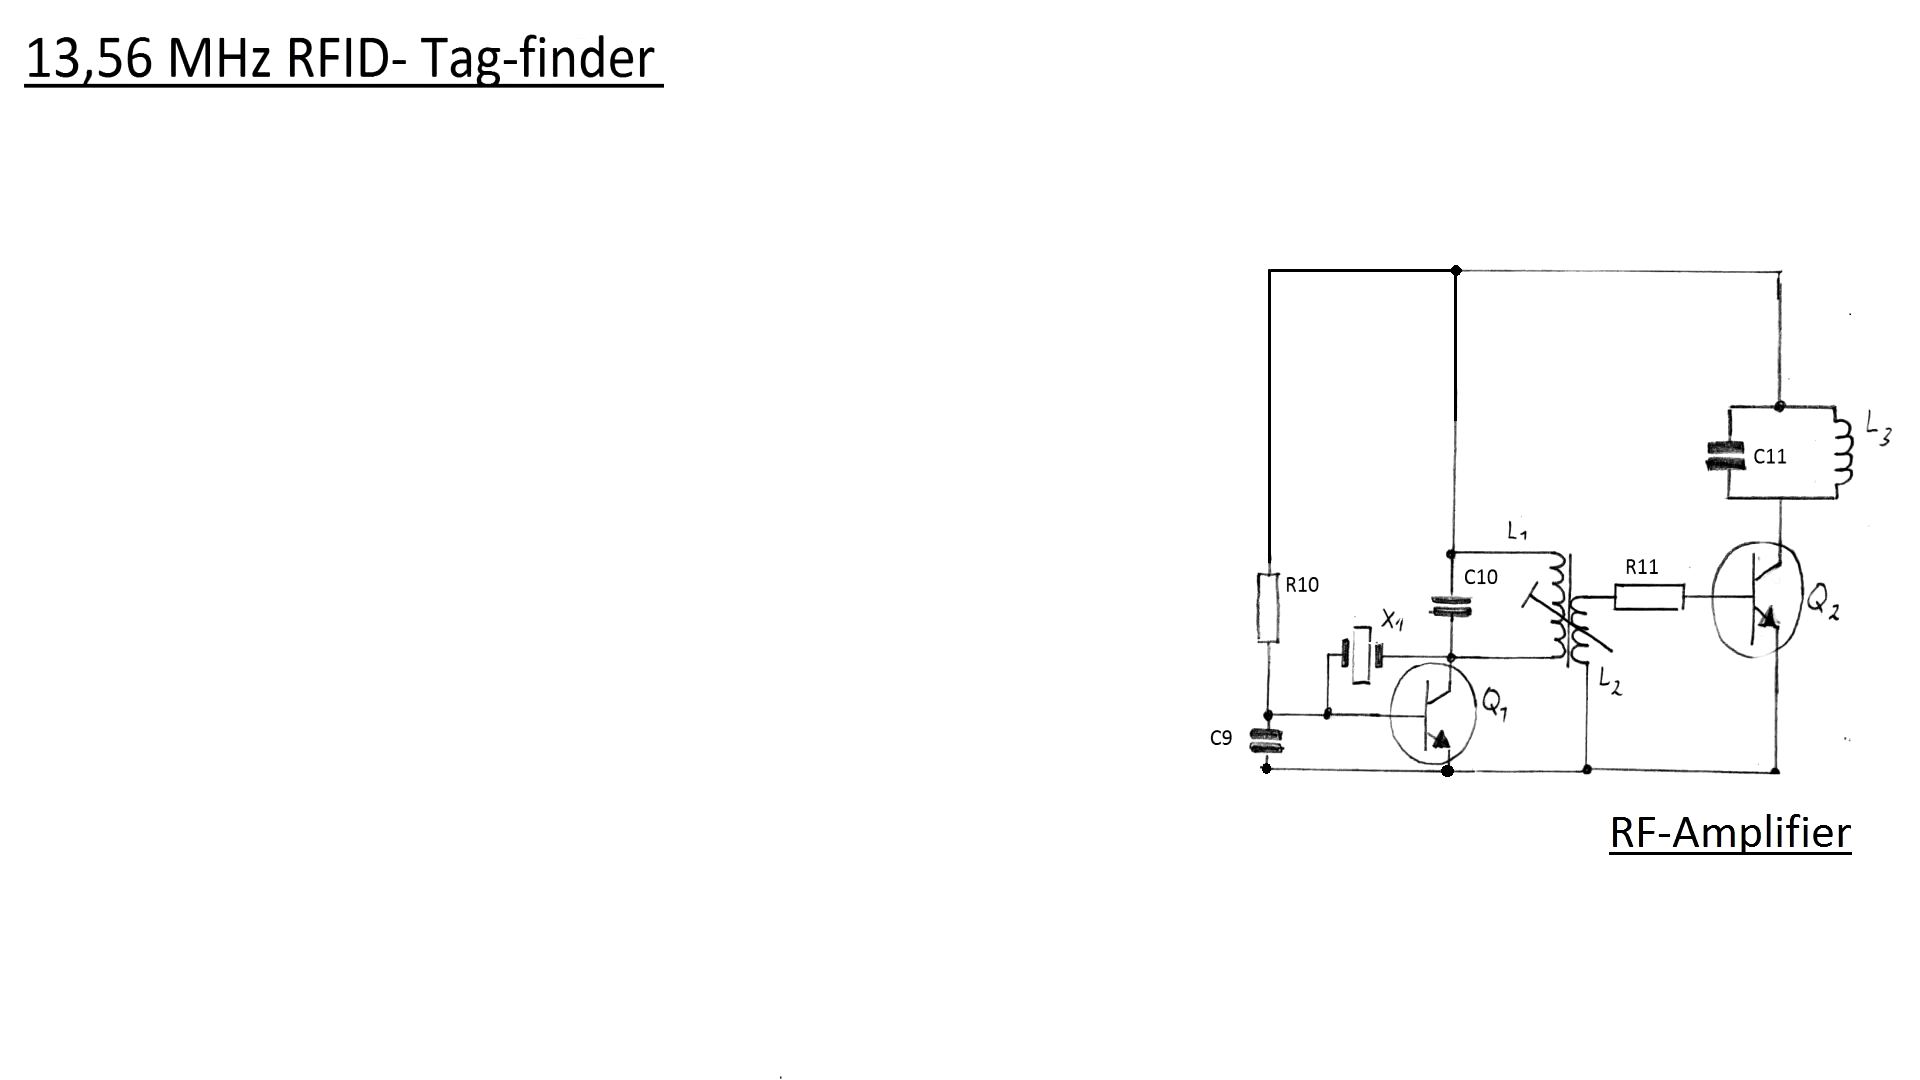 13,56 MHz RFID- Tag-finder
L3
C11
L1
R11
C10
R10
Q2
X1
L2
Q1
C9
RF-Amplifier